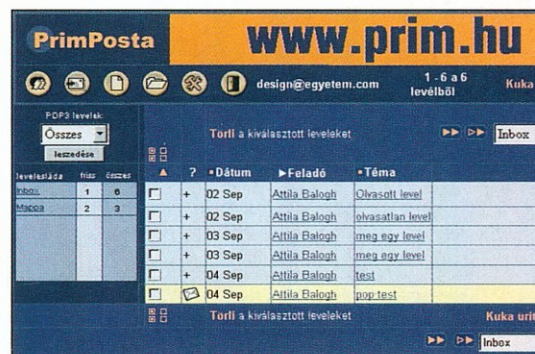 PrimPosta
www.prim.hu
design@egyetem.com
1 - 6 a 6
levélből
Kuka
POP3 levelek
Összes
leszedése
Törli a kiválasztott leveleket
Inbox
levelesláda friss összes
Inbox 1 6
Mappa 2 3
? Dátum Feladó Téma
+ 02 Sep Attila Balogh Olvasott level
+ 02 Sep Attila Balogh olvasatlan level
+ 03 Sep Attila Balogh meg egy level
+ 03 Sep Attila Balogh meg egy level
+ 04 Sep Attila Balogh test
04 Sep Attila Balogh pop test
Törli a kiválasztott leveleket
Kuka urit
Inbox